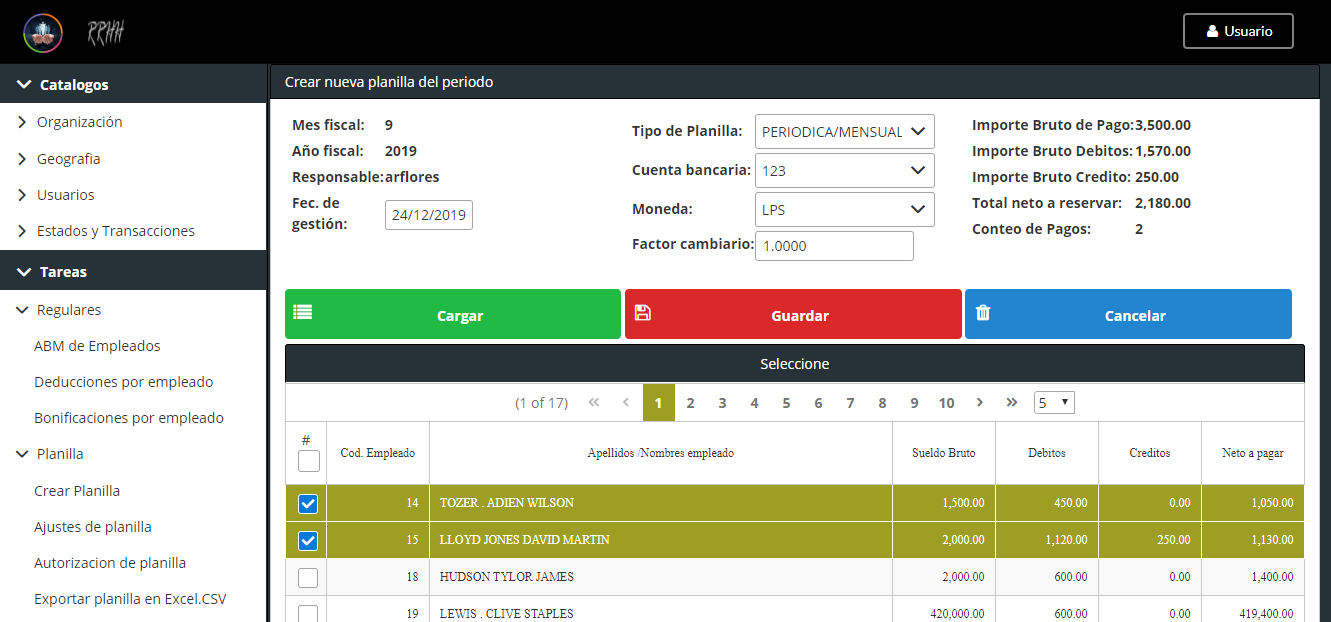 RRHH
Usuario
Catalogos
Organización
Geografia
Usuarios
Estados y Transacciones
Tareas
Regulares
ABM de Empleados
Deducciones por empleado
Bonificaciones por empleado
Planilla
Crear Planilla
Ajustes de planilla
Autorizacion de planilla
Exportar planilla en Excel.CSV
Crear nueva planilla del periodo
Mes fiscal: 9
Año fiscal: 2019
Responsable: arflores
Fec. de
gestión: 24/12/2019
Tipo de Planilla: PERIODICA/MENSUAL
Cuenta bancaria: 123
Moneda: LPS
Factor cambiario: 1.0000
Importe Bruto de Pago: 3,500.00
Importe Bruto Debitos: 1,570.00
Importe Bruto Credito: 250.00
Total neto a reservar: 2,180.00
Conteo de Pagos: 2
Cargar Guardar Cancelar
Seleccione
(1 of 17) 1 2 3 4 5 6 7 8 9 10 5
# Cod. Empleado Apellidos /Nombres empleado Sueldo Bruto Debitos Creditos Neto a pagar
14 TOZER . ADIEN WILSON 1,500.00 450.00 0.00 1,050.00
15 LLOYD JONES DAVID MARTIN 2,000.00 1,120.00 250.00 1,130.00
18 HUDSON TYLOR JAMES 2,000.00 600.00 0.00 1,400.00
19 LEWIS . CLIVE STAPLES 420,000.00 600.00 0.00 419,400.00